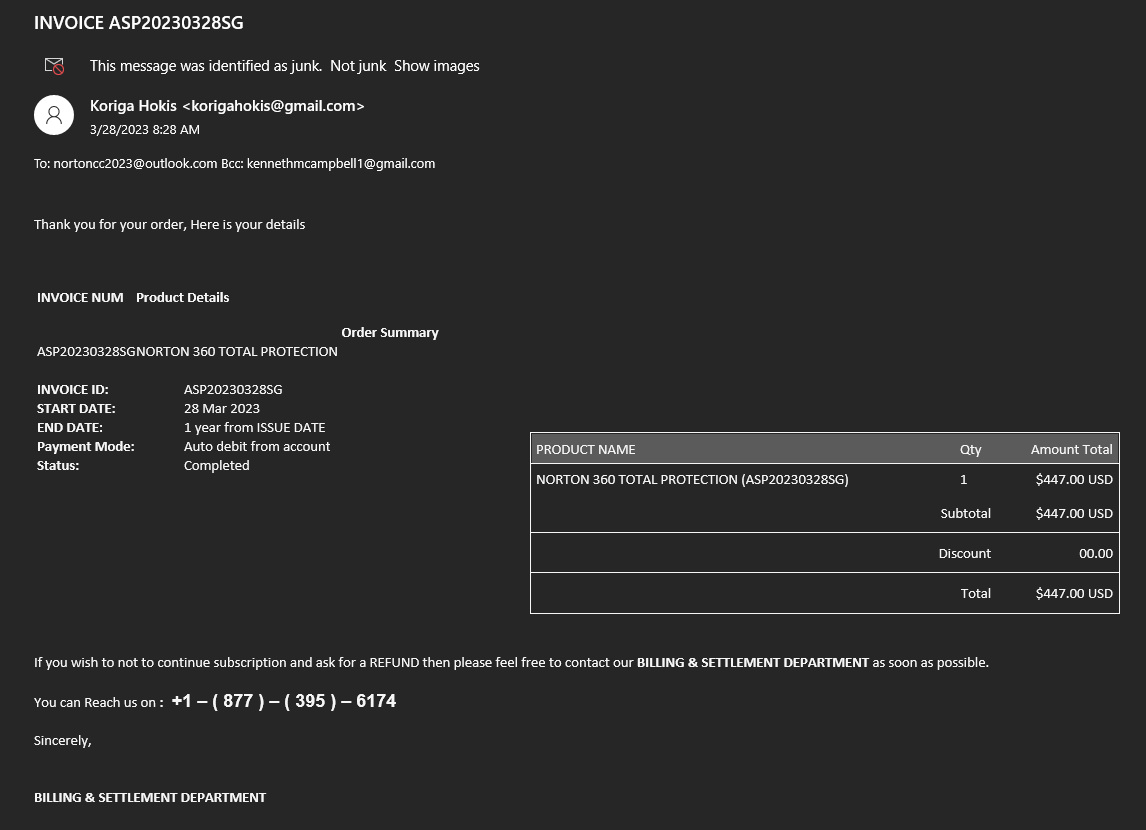 INVOICE ASP20230328SG
This message was identified as junk.  Not junk  Show images
Koriga Hokis <korigahokis@gmail.com>
3/28/2023 8:28 AM
To: nortoncc2023@outlook.com Bcc: kennethmcampbell1@gmail.com
Thank you for your order, Here is your details
INVOICE NUM Product Details
Order Summary
ASP20230328SGNORTON 360 TOTAL PROTECTION
INVOICE ID: ASP20230328SG
START DATE: 28 Mar 2023
END DATE: 1 year from ISSUE DATE
Payment Mode: Auto debit from account
Status: Completed
PRODUCT NAME Qty Amount Total
NORTON 360 TOTAL PROTECTION (ASP20230328SG) 1 $447.00 USD
Subtotal $447.00 USD
Discount 00.00
Total $447.00 USD
If you wish to not to continue subscription and ask for a REFUND then please feel free to contact our BILLING & SETTLEMENT DEPARTMENT as soon as possible.
You can Reach us on : +1 – ( 877 ) – ( 395 ) – 6174
Sincerely,
BILLING & SETTLEMENT DEPARTMENT